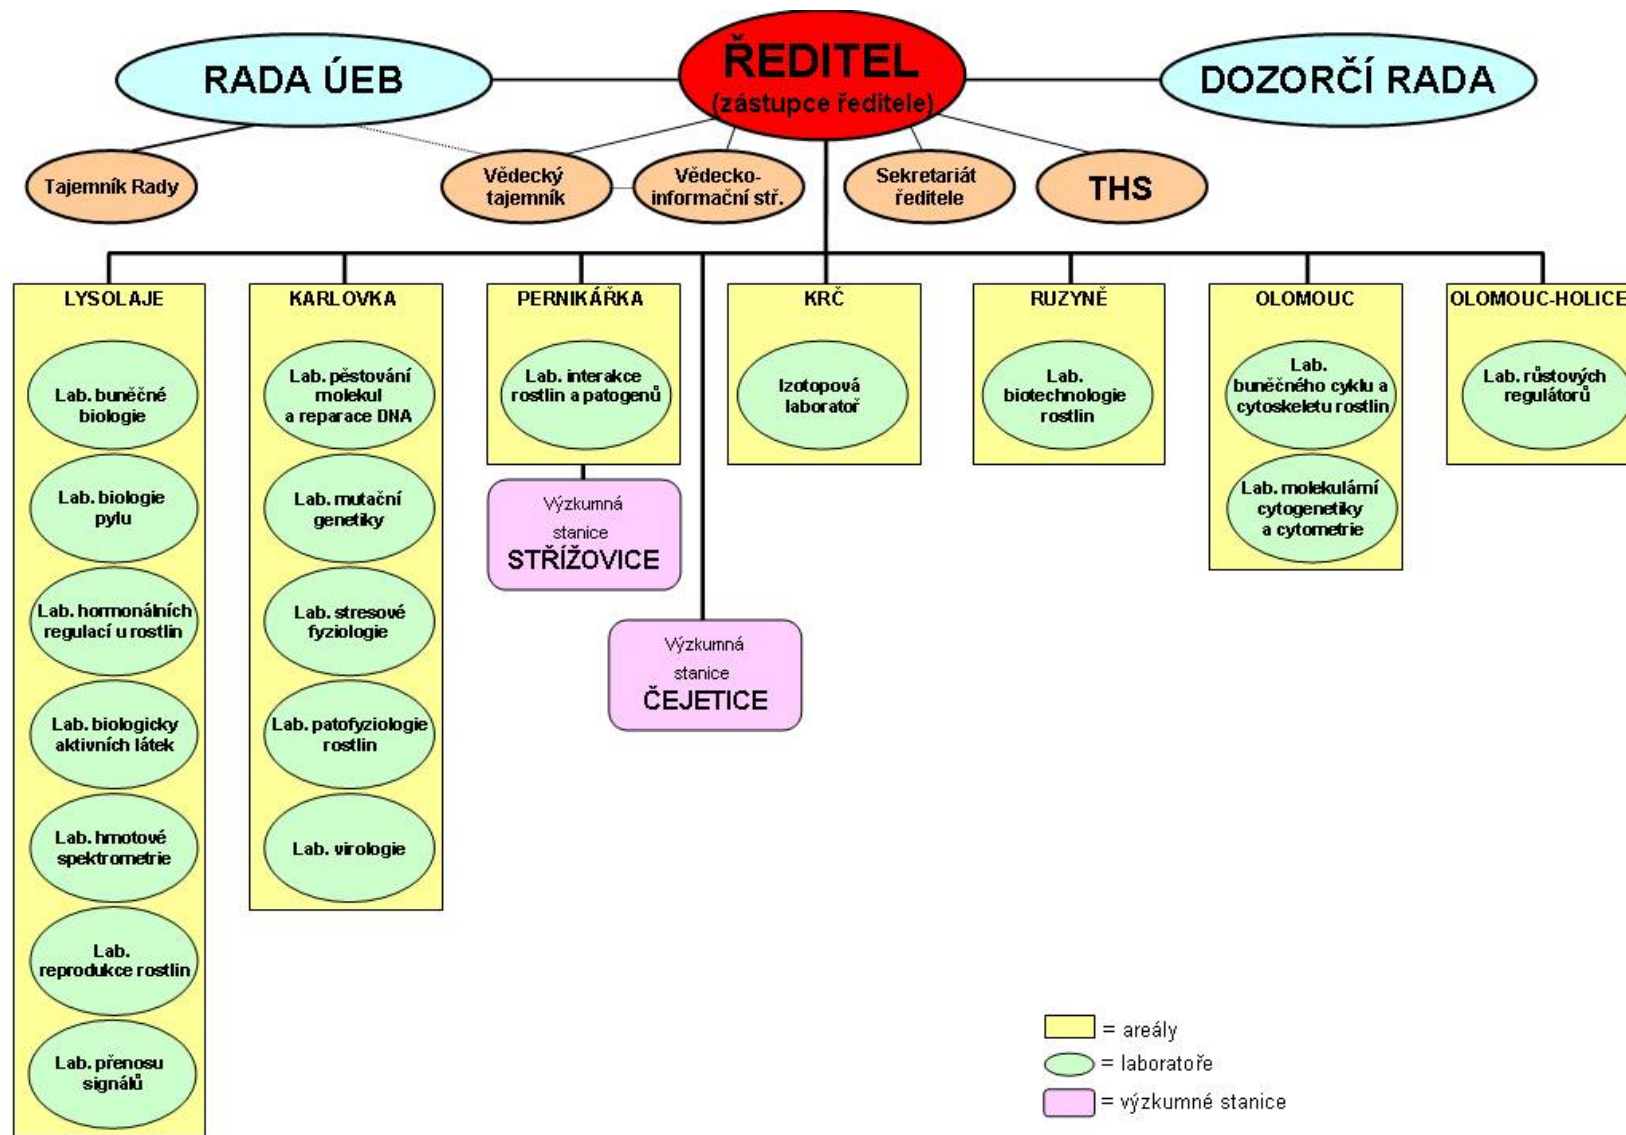 RADA ÚEB
ŘEDITEL
(zástupce ředitele)
DOZORČÍ RADA
Tajemník Rady
Vědecký
tajemník
Vědecko-
informační stř.
Sekretariát
ředitele
THS
LYSOLAJE
Lab. buněčné
biologie
Lab. biologie
pylu
Lab. hormonálních
regulací u rostlin
Lab. biologicky
aktivních látek
Lab. hmotové
spektrometrie
Lab.
reprodukce rostlin
Lab. přenosu
signálů
KARLOVKA
Lab. pěstování
molekul
a reparace DNA
Lab. mutační
genetiky
Lab. stresové
fyziologie
Lab. patofyziologie
rostlin
Lab. virologie
PERNIKÁŘKA
Lab. interakce
rostlin a patogenů
Výzkumná
stanice
STŘÍŽOVICE
Výzkumná
stanice
ČEJETICE
KRČ
Izotopová
laboratoř
RUZYNĚ
Lab.
biotechnologie
rostlin
OLOMOUC
Lab.
buněčného cyklu a
cytoskeletu rostlin
Lab. molekulární
cytogenetiky
a cytometrie
OLOMOUC-HOLICE
Lab. růstových
regulátorů
= areály
= laboratoře
= výzkumné stanice